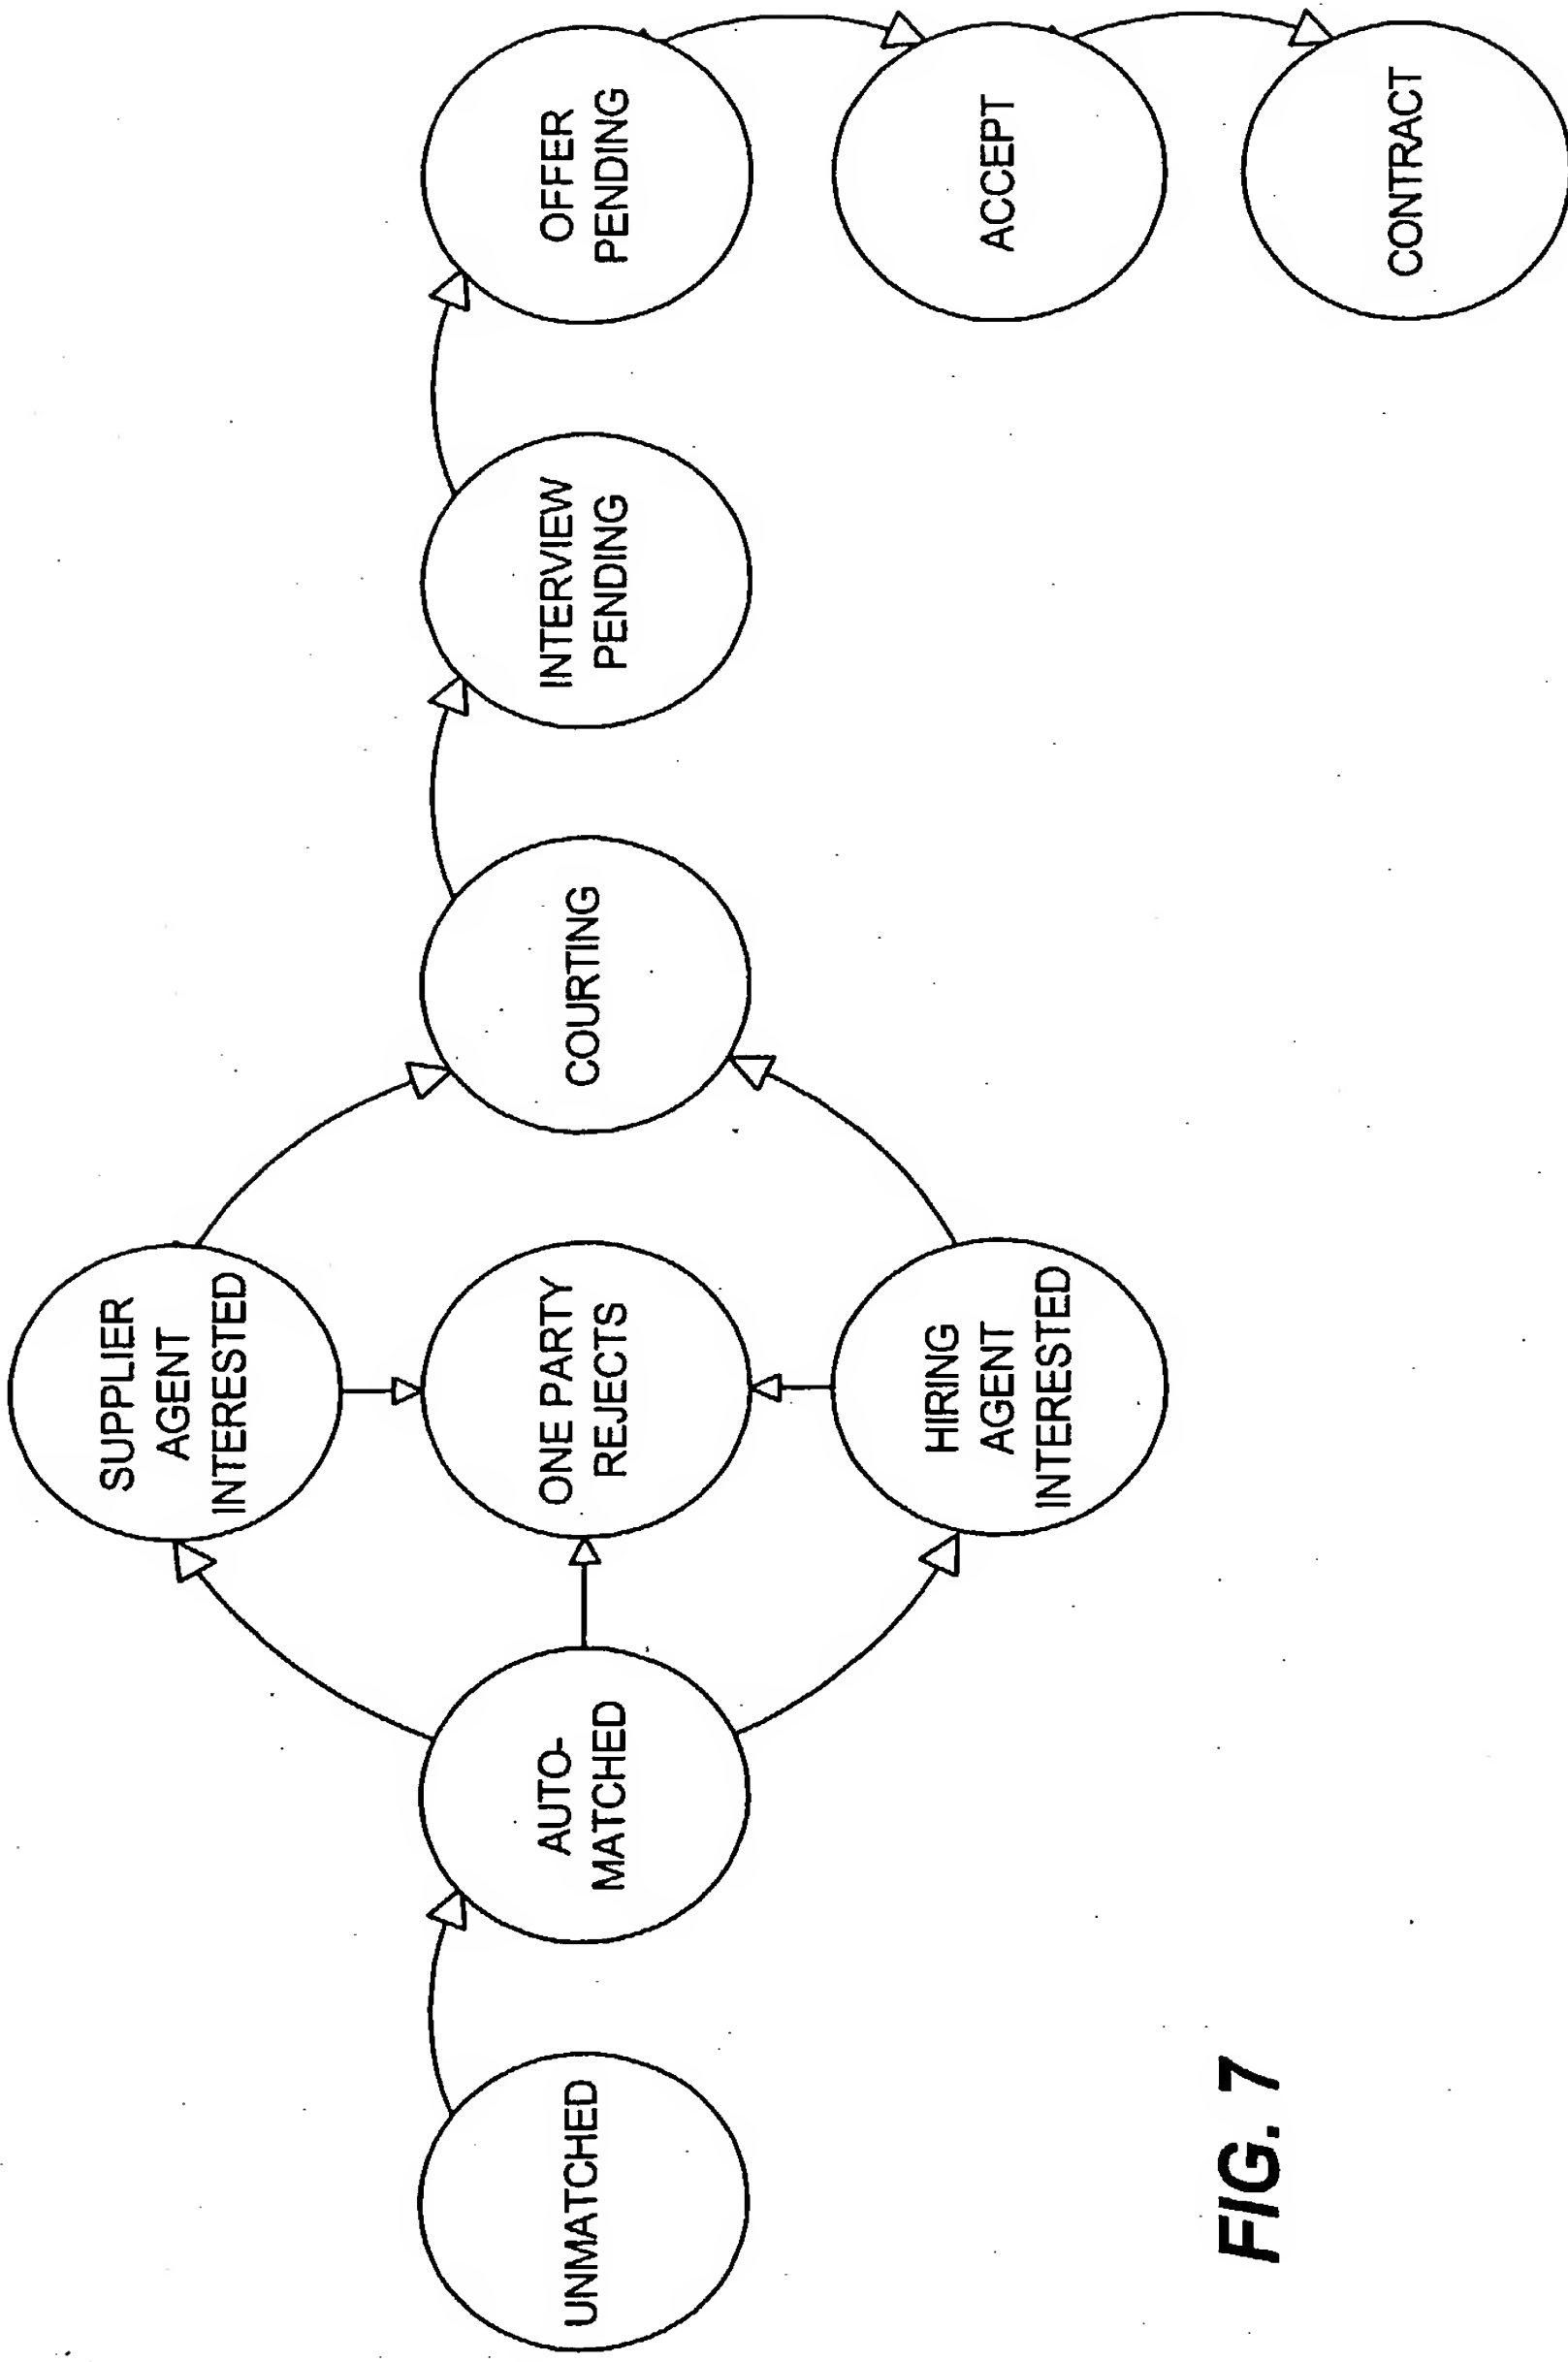 UNMATCHED
AUTO-
MATCHED
SUPPLIER
AGENT
INTERESTED
ONE PARTY
REJECTS
HIRING
AGENT
INTERESTED
COURTING
INTERVIEW
PENDING
OFFER
PENDING
ACCEPT
CONTRACT
FIG. 7